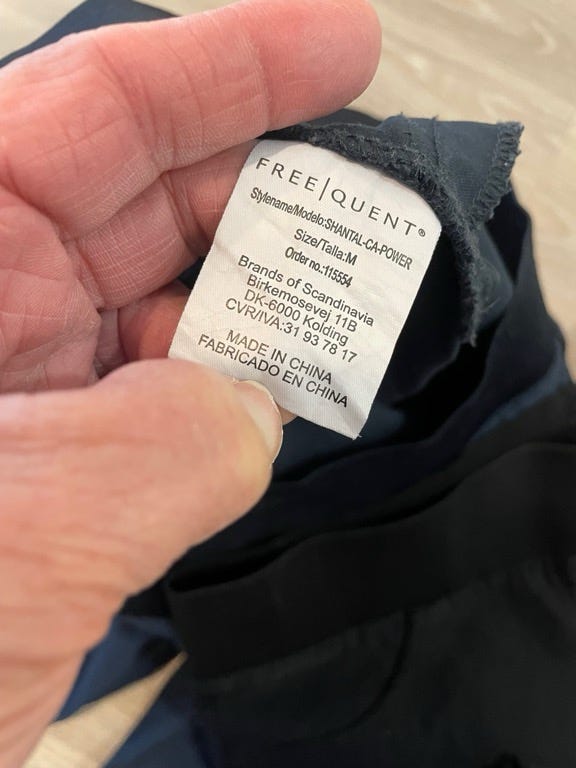 FREE|QUENT®
Stylename/Modelo:SHANTAL-CA-POWER
Size/Talla:M
Order no.:115554
Brands of Scandinavia
Birkemosevej 11B
DK-6000 Kolding
CVR/IVA:31 93 78 17
MADE IN CHINA
FABRICADO EN CHINA